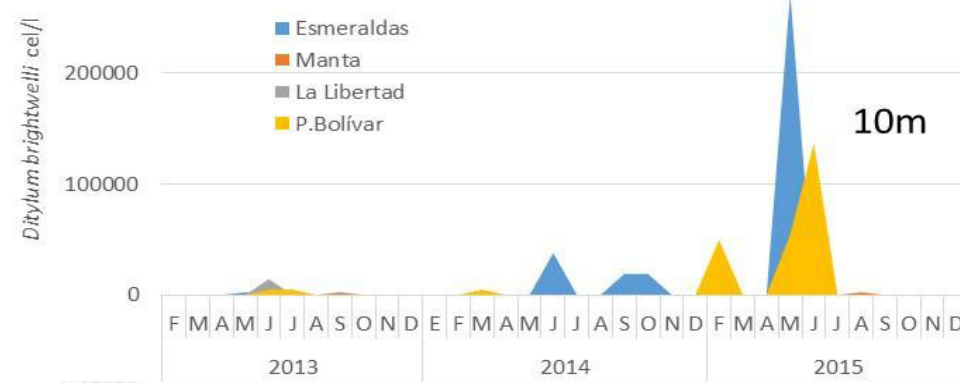 Ditylum brightwelli cel/l
Esmeraldas
Manta
La Libertad
P.Bolívar
10m
200000
100000
0
F M A M J J A S O N D E F M A M J J A S O N D F M A M J J A S O N D
2013 2014 2015